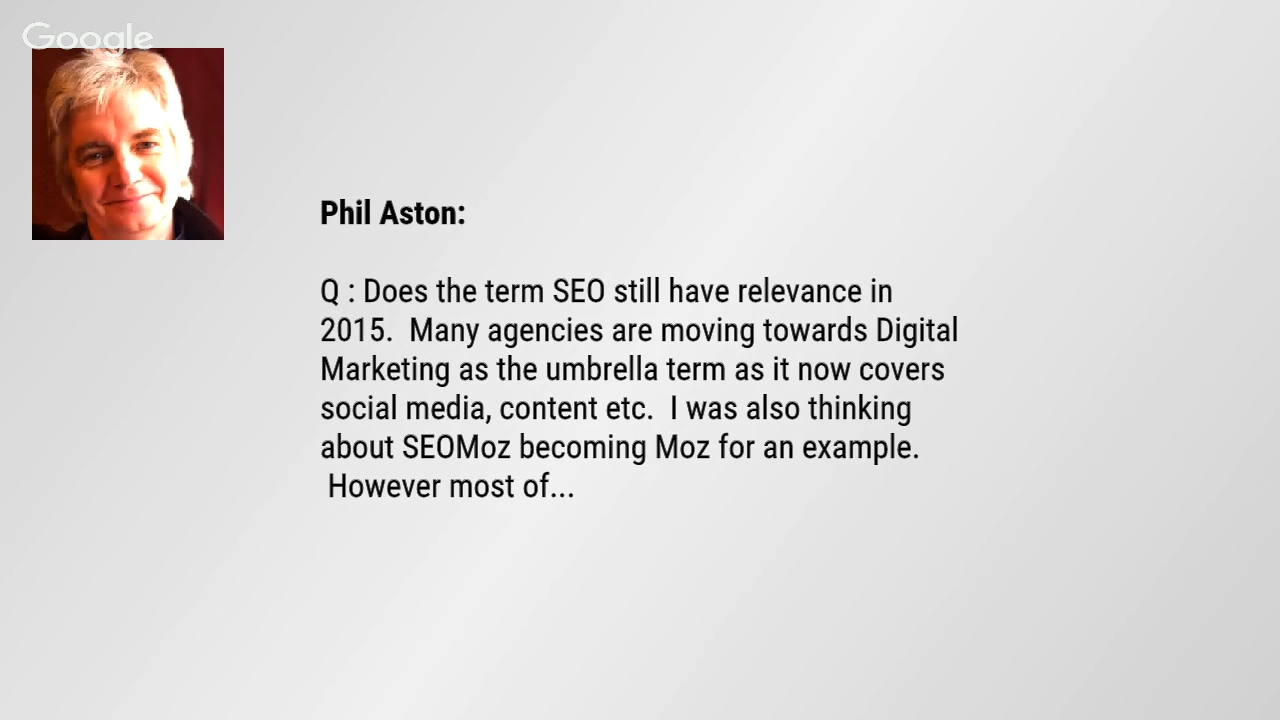 Google
Phil Aston:
Q : Does the term SEO still have relevance in
2015.  Many agencies are moving towards Digital
Marketing as the umbrella term as it now covers
social media, content etc.  I was also thinking
about SEOMoz becoming Moz for an example.
However most of...